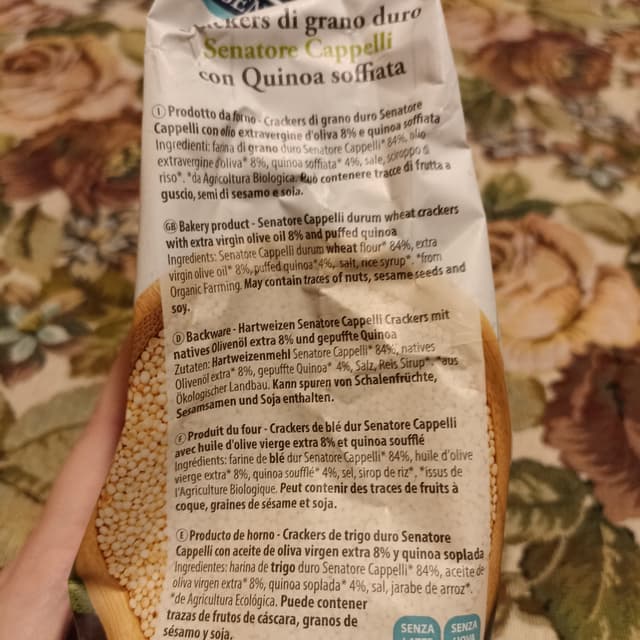 di grano duro
Senatore Cappelli
con Quinoa soffiata
I Prodotto da forno - Crackers di grano duro Senatore
Cappelli con olio extravergine d'oliva 8% e quinoa soffiata
Ingredienti: farina di grano duro Senatore Cappelli* 84%, olio
extravergine d'oliva* 8%, quinoa soffiata* 4%, sale, sciroppo di
riso*. *da Agricoltura Biologica. Può contenere tracce di frutta a
guscio, semi di sesamo e soia.
GB Bakery product - Senatore Cappelli durum wheat crackers
with extra virgin olive oil 8% and puffed quinoa
Ingredients: Senatore Cappelli durum wheat flour* 84%, extra
virgin olive oil* 8%, puffed quinoa* 4%, salt, rice syrup*. *from
Organic Farming. May contain traces of nuts, sesame seeds and
soy.
D Backware - Hartweizen Senatore Cappelli Crackers mit
natives Olivenöl extra 8% und gepuffte Quinoa
Zutaten: Hartweizenmehl Senatore Cappelli* 84%, natives
Olivenöl extra* 8%, gepuffte Quinoa* 4%, Salz, Reis Sirup*. *aus
Ökologischer Landbau. Kann spuren von Schalenfrüchte,
Sesamsamen und Soja enthalten.
F Produit du four - Crackers de blé dur Senatore Cappelli
avec huile d'olive vierge extra 8% et quinoa soufflé
Ingrédients: farine de blé dur Senatore Cappelli* 84%, huile d'olive
vierge extra* 8%, quinoa soufflé* 4%, sel, sirop de riz*. *issus de
l'Agriculture Biologique. Peut contenir des traces de fruits à
coque, graines de sésame et soja.
E Producto de horno - Crackers de trigo duro Senatore
Cappelli con aceite de oliva virgen extra 8% y quinoa soplada
Ingredientes: harina de trigo duro Senatore Cappelli* 84%, aceite de
oliva virgen extra* 8%, quinoa soplada* 4%, sal, jarabe de arroz*.
*de Agricultura Ecológica. Puede contener
trazas de frutos de cáscara, granos de
sésamo y soja.
SENZA
SENZA